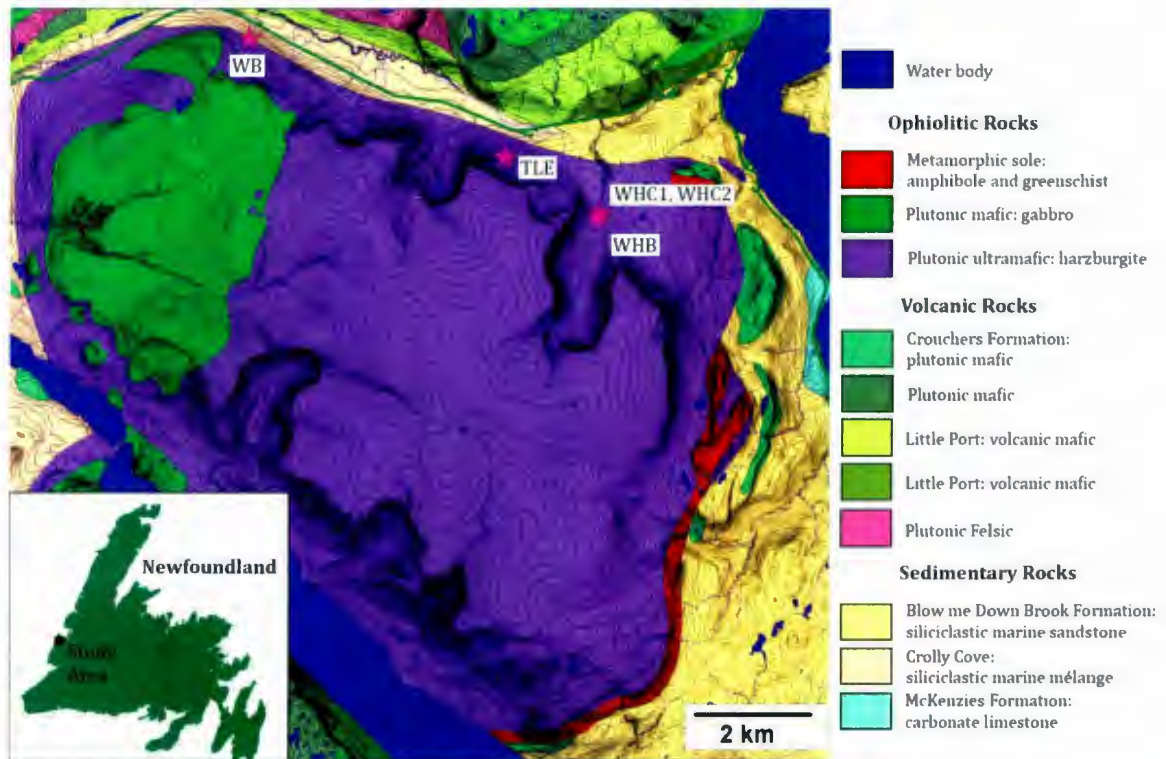 WB
TLE
WHC1, WHC2
WHB
Newfoundland
Study
Area
2 km
Water body
Ophiolitic Rocks
Metamorphic sole:
amphibole and greenschist
Plutonic mafic: gabbro
Plutonic ultramafic: harzburgite
Volcanic Rocks
Crouchers Formation:
plutonic mafic
Plutonic mafic
Little Port: volcanic mafic
Little Port: volcanic mafic
Plutonic Felsic
Sedimentary Rocks
Blow me Down Brook Formation:
siliciclastic marine sandstone
Crolly Cove:
siliciclastic marine mélange
McKenzies Formation:
carbonate limestone